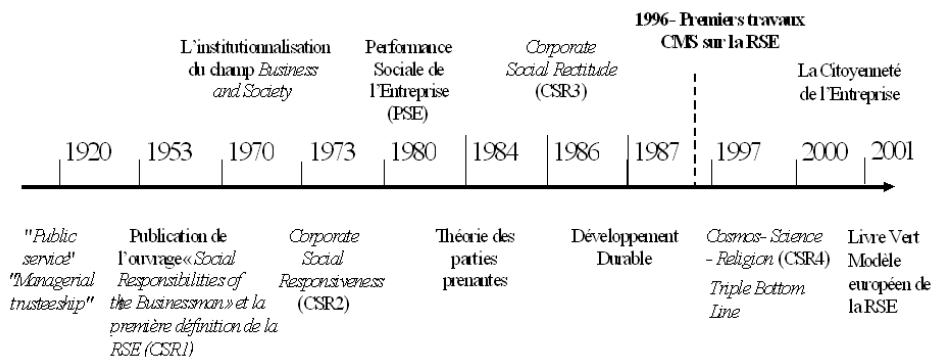 1996- Premiers travaux
CMS sur la RSE
L'institutionnalisation
du champ Business
and Society
Performance
Sociale de
l'Entreprise
(PSE)
Corporate
Social Rectitude
(CSR3)
La Citoyenneté
de l'Entreprise
1920 1953 1970 1973 1980 1984 1986 1987 1997 2000 2001
"Public
service"
"Managerial
trusteeship"
Publication de
l'ouvrage« Social
Responsibilities of
the Businessman» et la
première définition de la
RSE (CSR1)
Corporate
Social
Responsiveness
(CSR2)
Théorie des
parties
prenantes
Développement
Durable
Cosmos- Science
- Religion (CSR4)
Triple Bottom
Line
Livre Vert
Modèle
européen de
la RSE